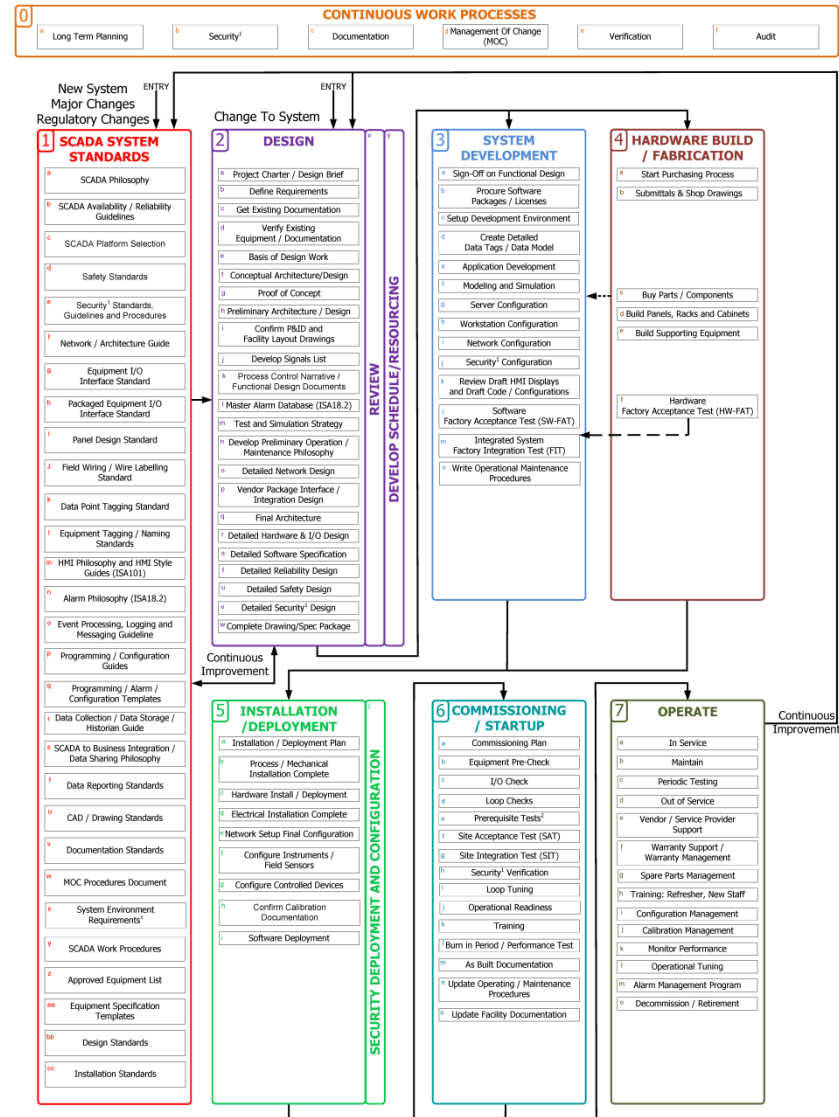 0
CONTINUOUS WORK PROCESSES
a Long Term Planning
b Security¹
c Documentation
d Management Of Change
(MOC)
e Verification
f Audit
New System
Major Changes
Regulatory Changes
ENTRY
Change To System
ENTRY
1 SCADA SYSTEM
STANDARDS
a SCADA Philosophy
b SCADA Availability / Reliability
Guidelines
c SCADA Platform Selection
d Safety Standards
e Security¹ Standards,
Guidelines and Procedures
f Network / Architecture Guide
g Equipment I/O
Interface Standard
h Packaged Equipment I/O
Interface Standard
i Panel Design Standard
J Field Wiring / Wire Labelling
Standard
k Data Point Tagging Standard
l Equipment Tagging / Naming
Standards
m HMI Philosophy and HMI Style
Guides (ISA101)
n Alarm Philosophy (ISA18.2)
o Event Processing, Logging and
Messaging Guideline
p Programming / Configuration
Guides
q Programming / Alarm /
Configuration Templates
r Data Collection / Data Storage /
Historian Guide
s SCADA to Business Integration /
Data Sharing Philosophy
t Data Reporting Standards
u CAD / Drawing Standards
v Documentation Standards
w MOC Procedures Document
x System Environment
Requirements³
y SCADA Work Procedures
z Approved Equipment List
aa Equipment Specification
Templates
bb Design Standards
cc Installation Standards
2 DESIGN
a Project Charter / Design Brief
b Define Requirements
c Get Existing Documentation
d Verify Existing
Equipment / Documentation
e Basis of Design Work
f Conceptual Architecture/Design
g Proof of Concept
h Preliminary Architecture / Design
i Confirm P&ID and
Facility Layout Drawings
j Develop Signals List
k Process Control Narrative /
Functional Design Documents
l Master Alarm Database (ISA18.2)
m Test and Simulation Strategy
n Develop Preliminary Operation /
Maintenance Philosophy
o Detailed Network Design
p Vendor Package Interface /
Integration Design
q Final Architecture
r Detailed Hardware & I/O Design
s Detailed Software Specification
t Detailed Reliability Design
u Detailed Safety Design
v Detailed Security¹ Design
w Complete Drawing/Spec Package
x REVIEW
y DEVELOP SCHEDULE/RESOURCING
3 SYSTEM
DEVELOPMENT
a Sign-Off on Functional Design
b Procure Software
Packages / Licenses
c Setup Development Environment
d Create Detailed
Data Tags / Data Model
e Application Development
f Modeling and Simulation
g Server Configuration
h Workstation Configuration
i Network Configuration
j Security¹ Configuration
k Review Draft HMI Displays
and Draft Code / Configurations
l Software
Factory Acceptance Test (SW-FAT)
m Integrated System
Factory Integration Test (FIT)
n Write Operational Maintenance
Procedures
4 HARDWARE BUILD
/ FABRICATION
a Start Purchasing Process
b Submittals & Shop Drawings
c Buy Parts / Components
d Build Panels, Racks and Cabinets
e Build Supporting Equipment
f Hardware
Factory Acceptance Test (HW-FAT)
Continuous
Improvement
5 INSTALLATION
/DEPLOYMENT
a Installation / Deployment Plan
b Process / Mechanical
Installation Complete
c Hardware Install / Deployment
d Electrical Installation Complete
e Network Setup Final Configuration
f Configure Instruments /
Field Sensors
g Configure Controlled Devices
h Confirm Calibration
Documentation
i Software Deployment
j SECURITY DEPLOYMENT AND CONFIGURATION
6 COMMISSIONING
/ STARTUP
a Commissioning Plan
b Equipment Pre-Check
c I/O Check
d Loop Checks
e Prerequisite Tests²
f Site Acceptance Test (SAT)
g Site Integration Test (SIT)
h Security¹ Verification
i Loop Tuning
j Operational Readiness
k Training
l Burn in Period / Performance Test
m As Built Documentation
n Update Operating / Maintenance
Procedures
o Update Facility Documentation
7 OPERATE
a In Service
b Maintain
c Periodic Testing
d Out of Service
e Vendor / Service Provider
Support
f Warranty Support /
Warranty Management
g Spare Parts Management
h Training: Refresher, New Staff
i Configuration Management
j Calibration Management
k Monitor Performance
l Operational Tuning
m Alarm Management Program
o Decommission / Retirement
Continuous
Improvement